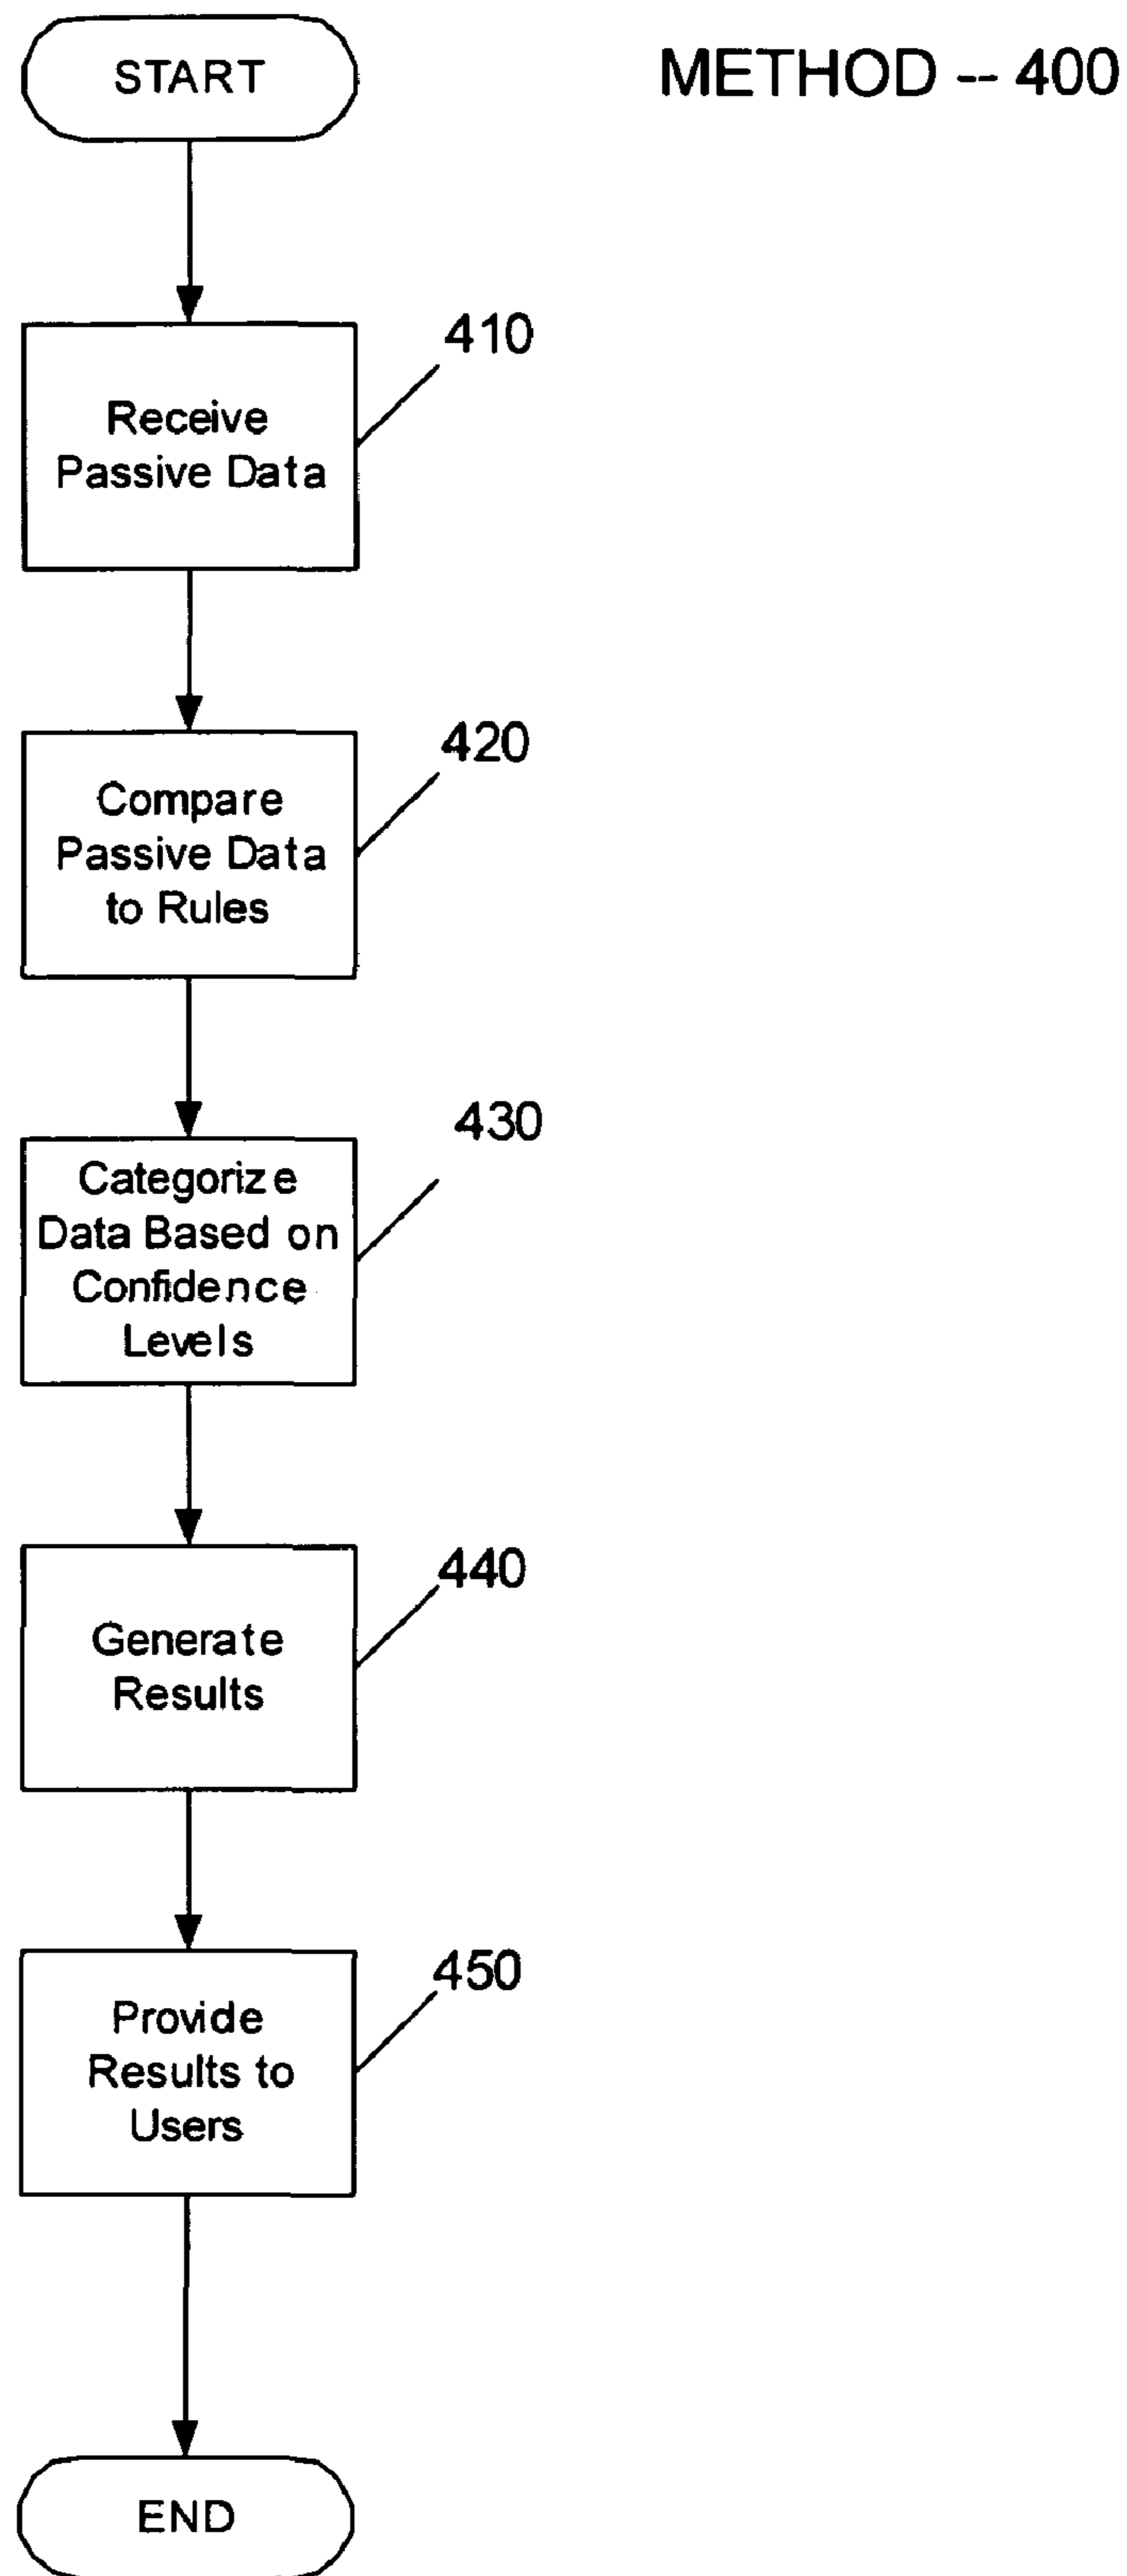 START
METHOD -- 400
410
Receive
Passive Data
420
Compare
Passive Data
to Rules
430
Categorize
Data Based on
Confidence
Levels
440
Generate
Results
450
Provide
Results to
Users
END